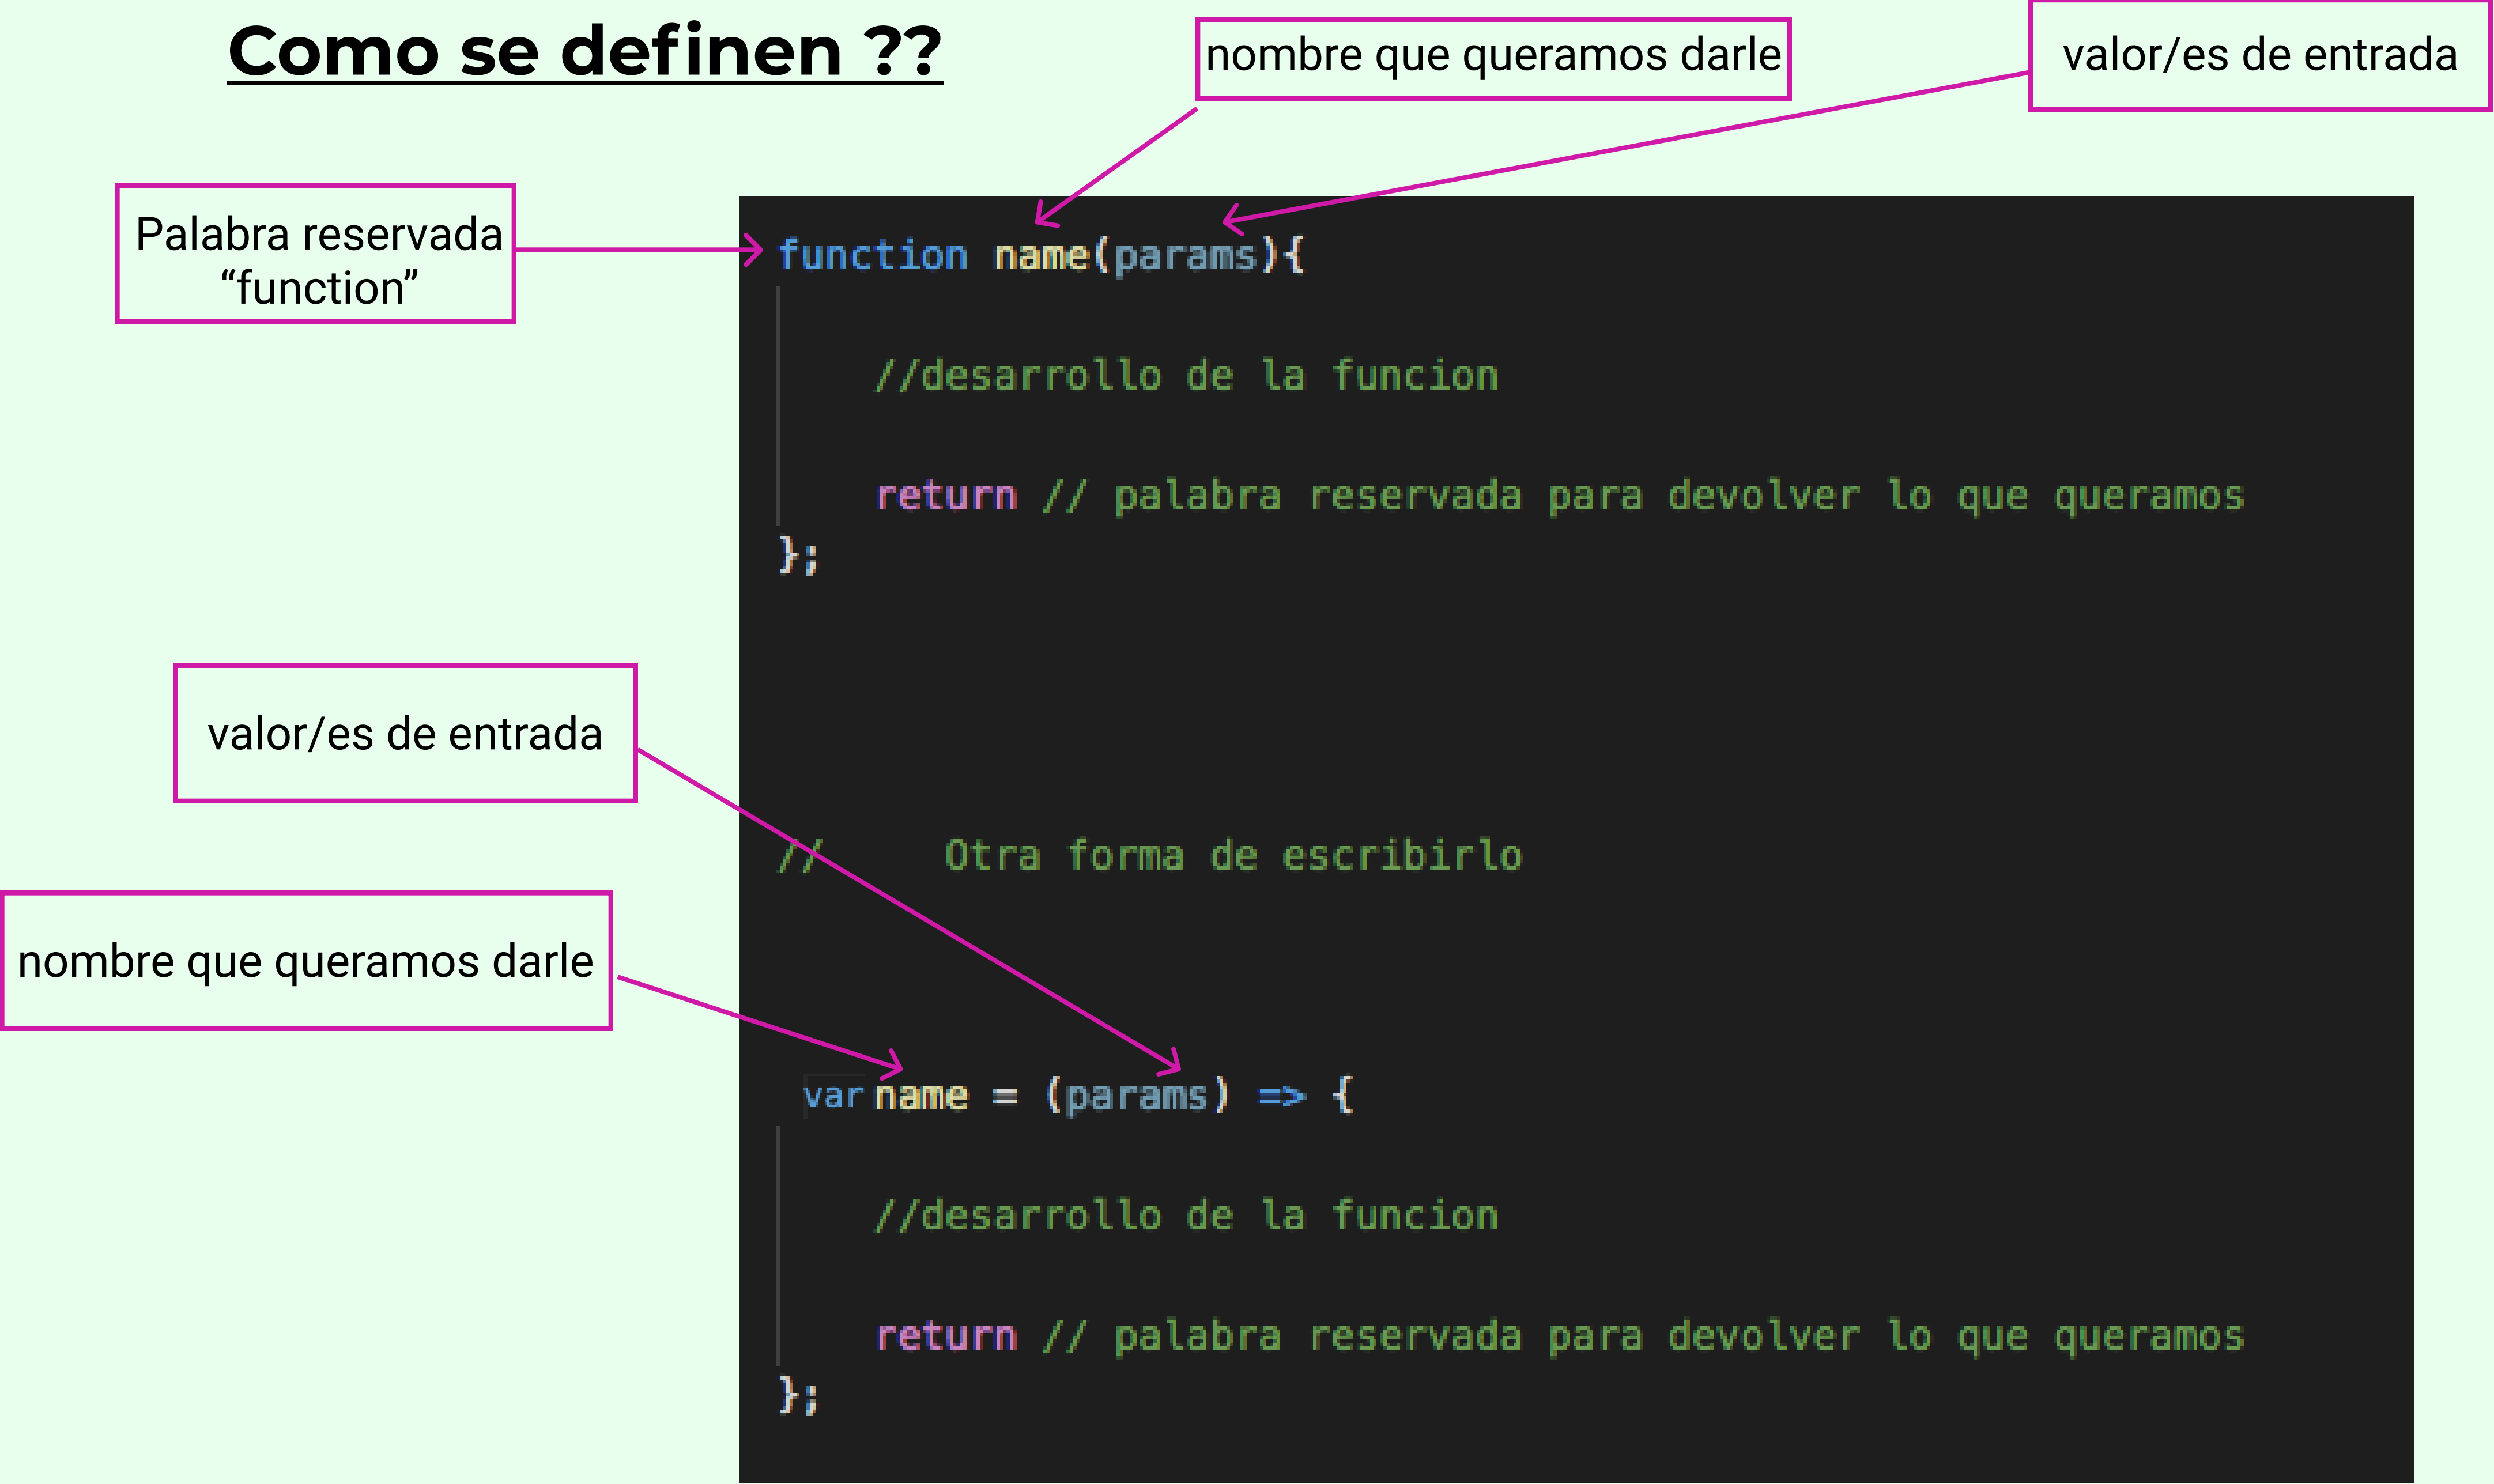 Como se definen ??
nombre que queramos darle
valor/es de entrada
Palabra reservada
“function”
function name(params){
//desarrollo de la funcion
return // palabra reservada para devolver lo que queramos
};
valor/es de entrada
// Otra forma de escribirlo
nombre que queramos darle
var name = (params) => {
//desarrollo de la funcion
return // palabra reservada para devolver lo que queramos
};